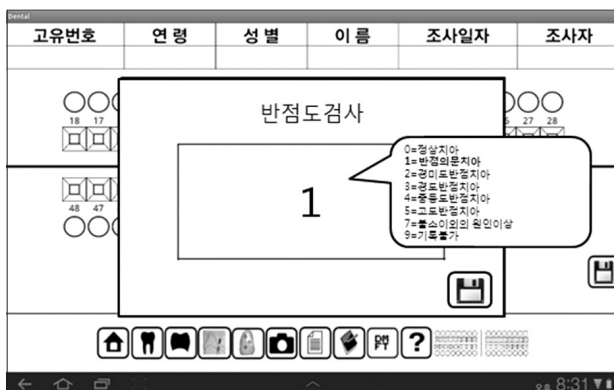 Dental
고유번호 연령 성별 이름 조사일자 조사자
반점도검사
18 17
27 28
1
0=정상치아
1=반점의문치아
2=경미도반점치아
3=경도반점치아
4=중등도반점치아
5=고도반점치아
7=불소이외의 원인이상
9=기록불가
48 47
DM
FT
?
8:31